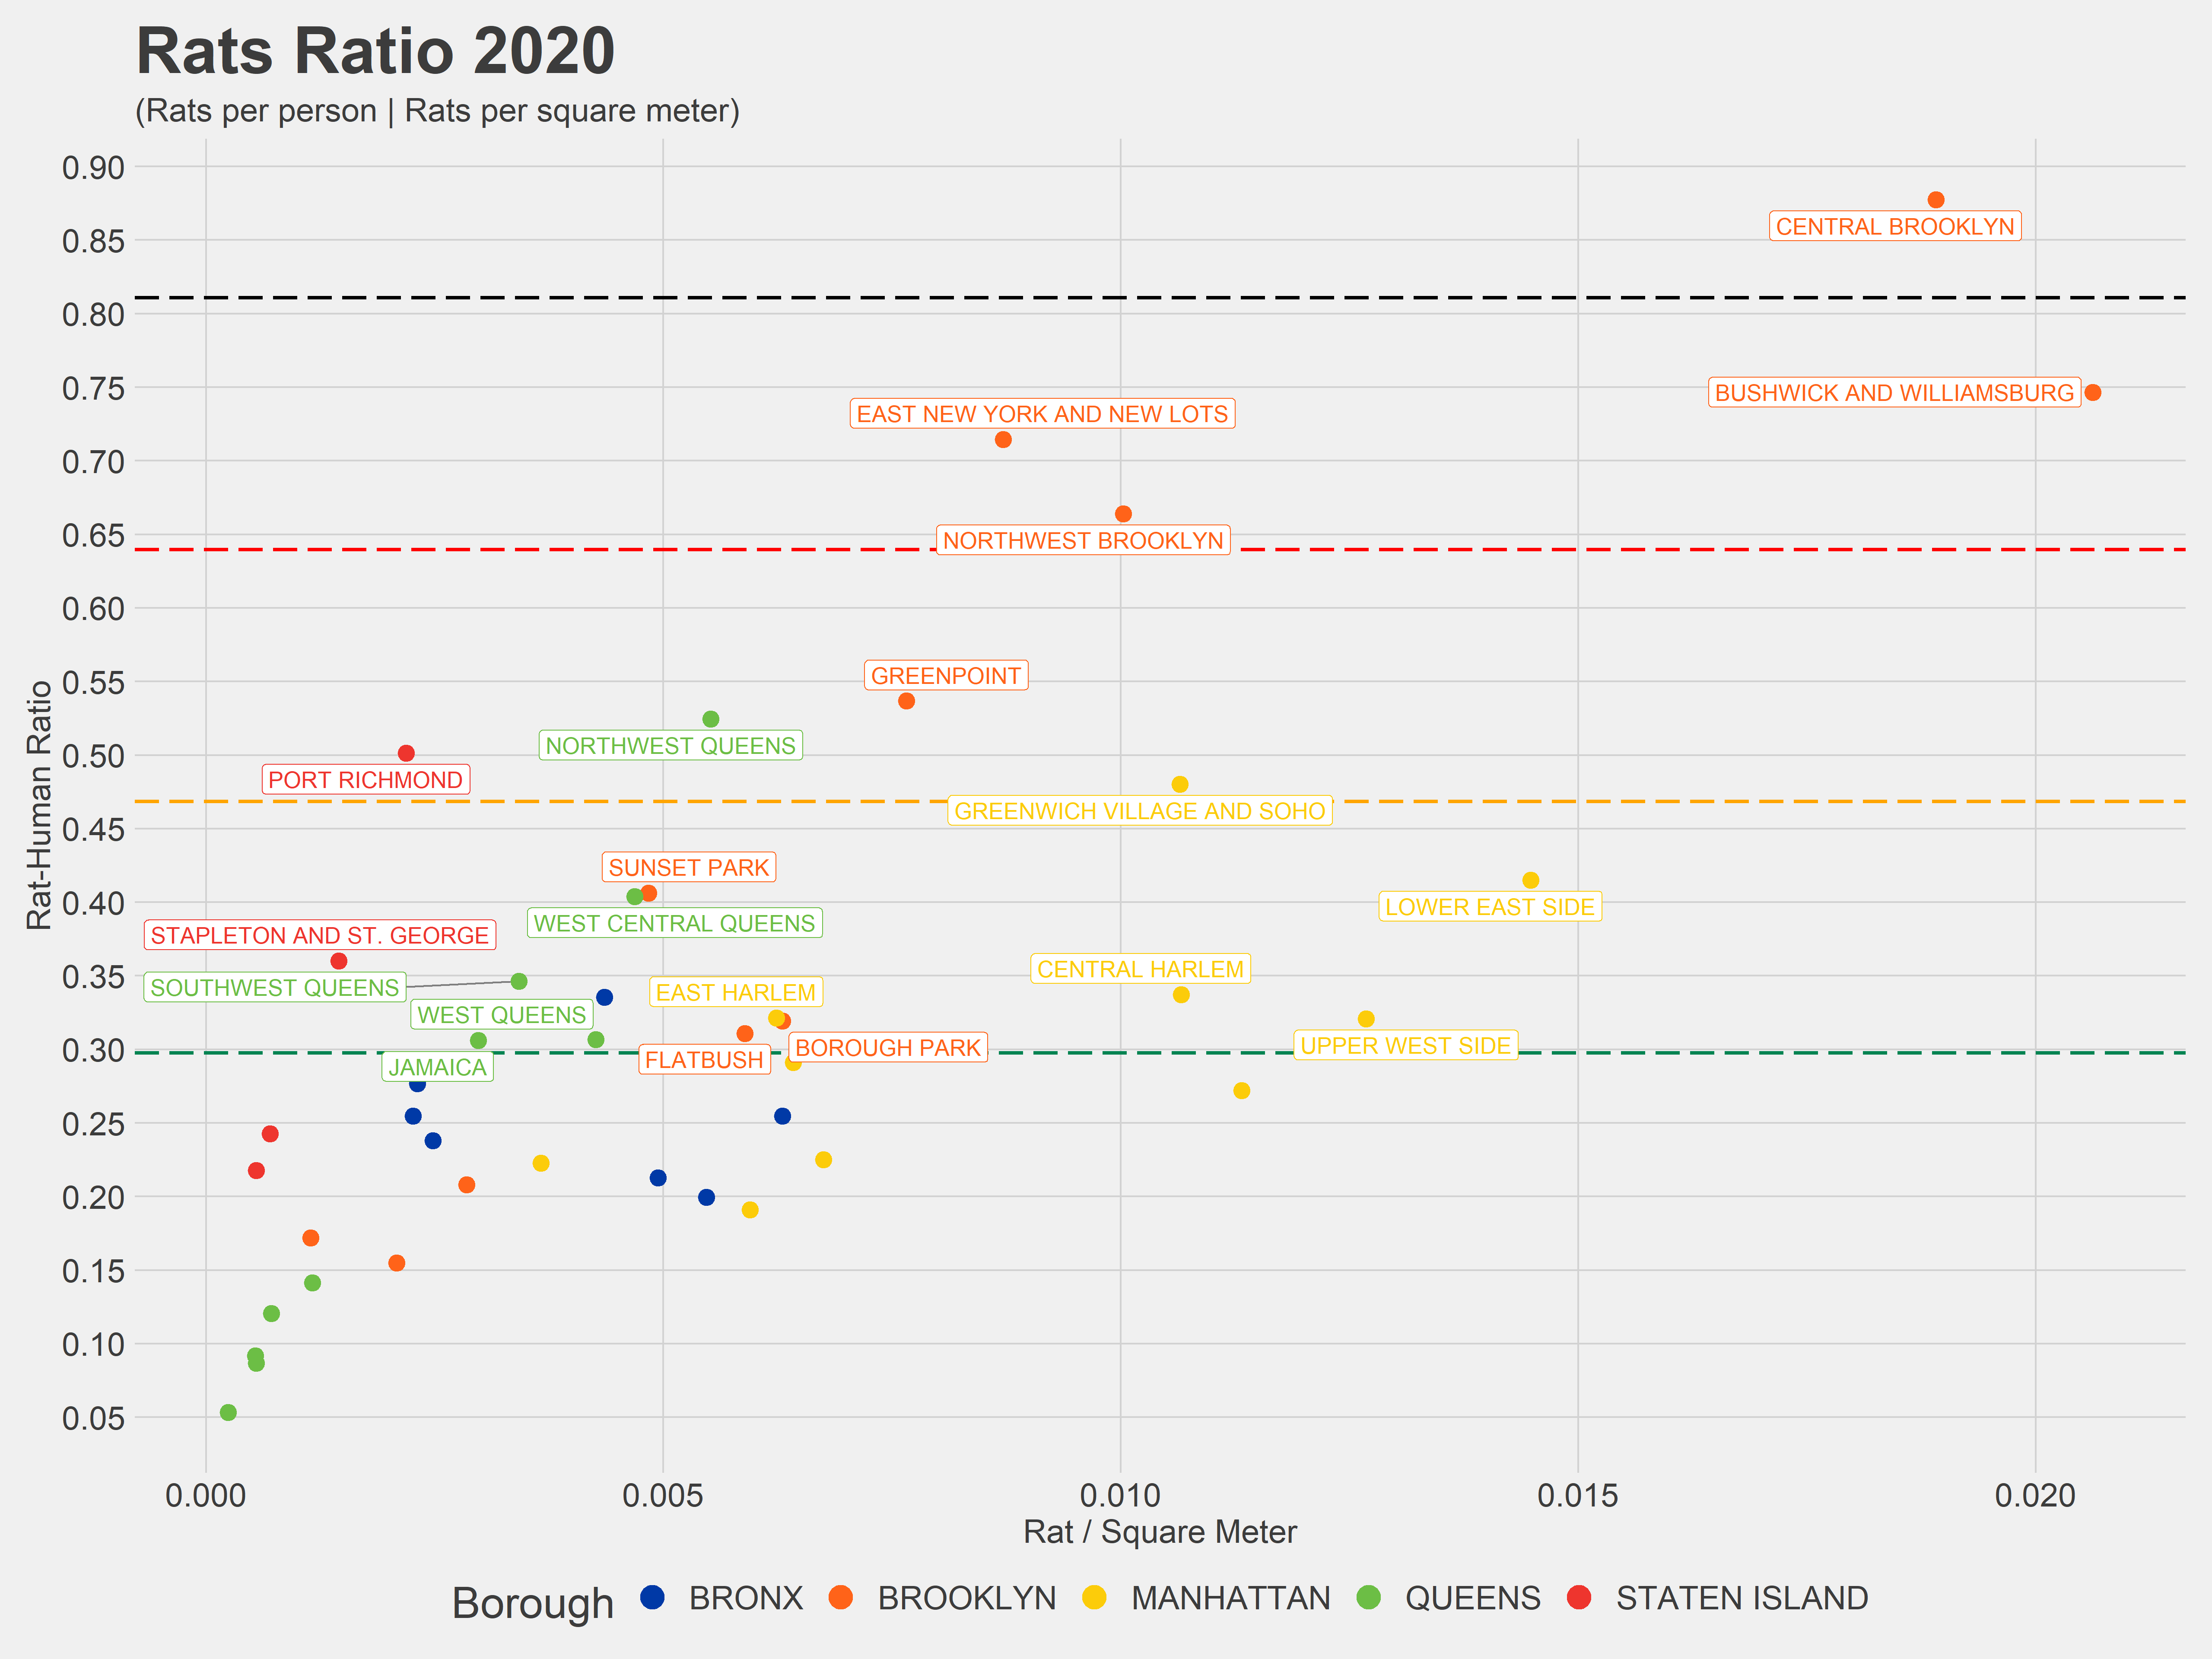 Rats Ratio 2020
(Rats per person | Rats per square meter)
0.90
CENTRAL BROOKLYN
0.85
0.80
0.75
BUSHWICK AND WILLIAMSBURG
EAST NEW YORK AND NEW LOTS
0.70
0.65
NORTHWEST BROOKLYN
0.60
0.55
GREENPOINT
NORTHWEST QUEENS
0.50
PORT RICHMOND
GREENWICH VILLAGE AND SOHO
0.45
SUNSET PARK
0.40
LOWER EAST SIDE
WEST CENTRAL QUEENS
STAPLETON AND ST. GEORGE
0.35
CENTRAL HARLEM
SOUTHWEST QUEENS
EAST HARLEM
WEST QUEENS
0.30
UPPER WEST SIDE
BOROUGH PARK
FLATBUSH
JAMAICA
0.25
0.20
0.15
0.10
0.05
Rat-Human Ratio
0.000 0.005 0.010 0.015 0.020
Rat / Square Meter
Borough BRONX BROOKLYN MANHATTAN QUEENS STATEN ISLAND